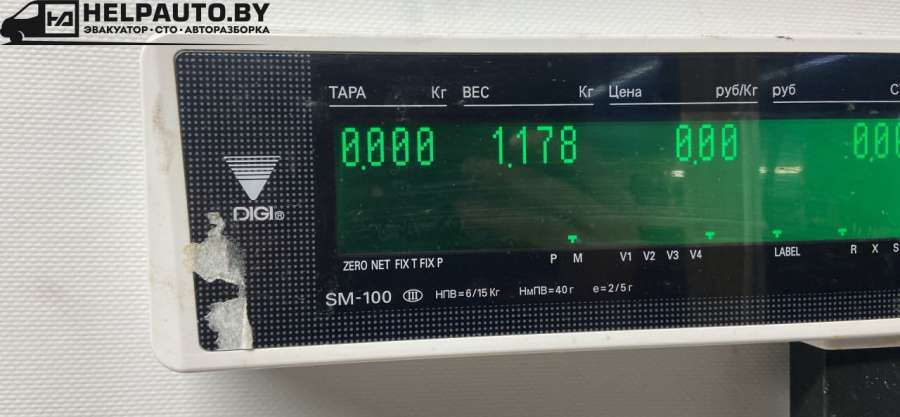 HELPAUTO.BY
ЭВАКУАТОР·СТО·АВТОРАЗБОРКА
ТАРА Кг ВЕС Кг Цена руб/Кг руб
0.000 1.178 0.00
DIGI®
ZERO NET FIX T FIX P P M V1 V2 V3 V4 LABEL R X S
SM-100 III НПВ=6/15 Кг НмПВ=40 г e=2/5 г